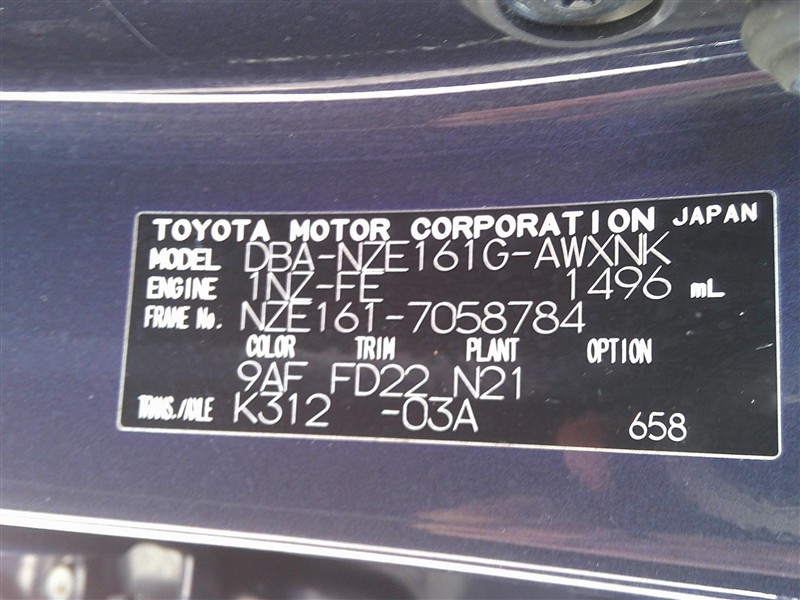 TOYOTA MOTOR CORPORATION JAPAN
MODEL DBA-NZE161G-AWXNK
ENGINE 1NZ-FE 1496 mL
FRAME No. NZE161-7058784
COLOR TRIM PLANT OPTION
9AF FD22 N21
TRANS./AXLE K312 -03A
658